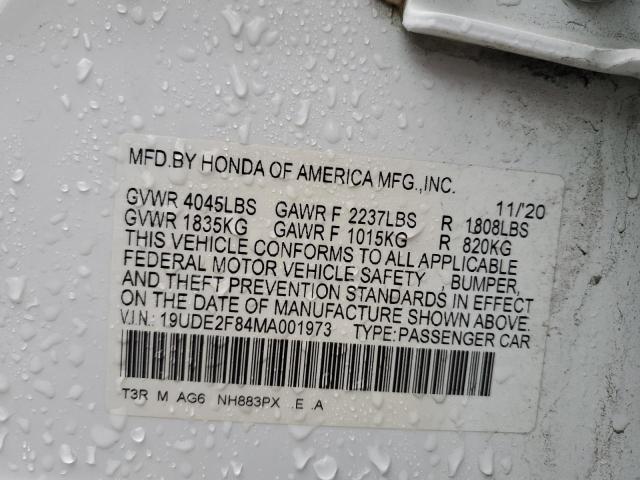 MFD.BY HONDA OF AMERICA MFG.,INC.
11/'20
GVWR 4045LBS GAWR F 2237LBS R 1808LBS
GVWR 1835KG GAWR F 1015KG R 820KG
THIS VEHICLE CONFORMS TO ALL APPLICABLE
FEDERAL MOTOR VEHICLE SAFETY , BUMPER,
AND THEFT PREVENTION STANDARDS IN EFFECT
ON THE DATE OF MANUFACTURE SHOWN ABOVE.
V.I.N.: 19UDE2F84MA001973 TYPE:PASSENGER CAR
T3R M AG6 NH883PX .E .A